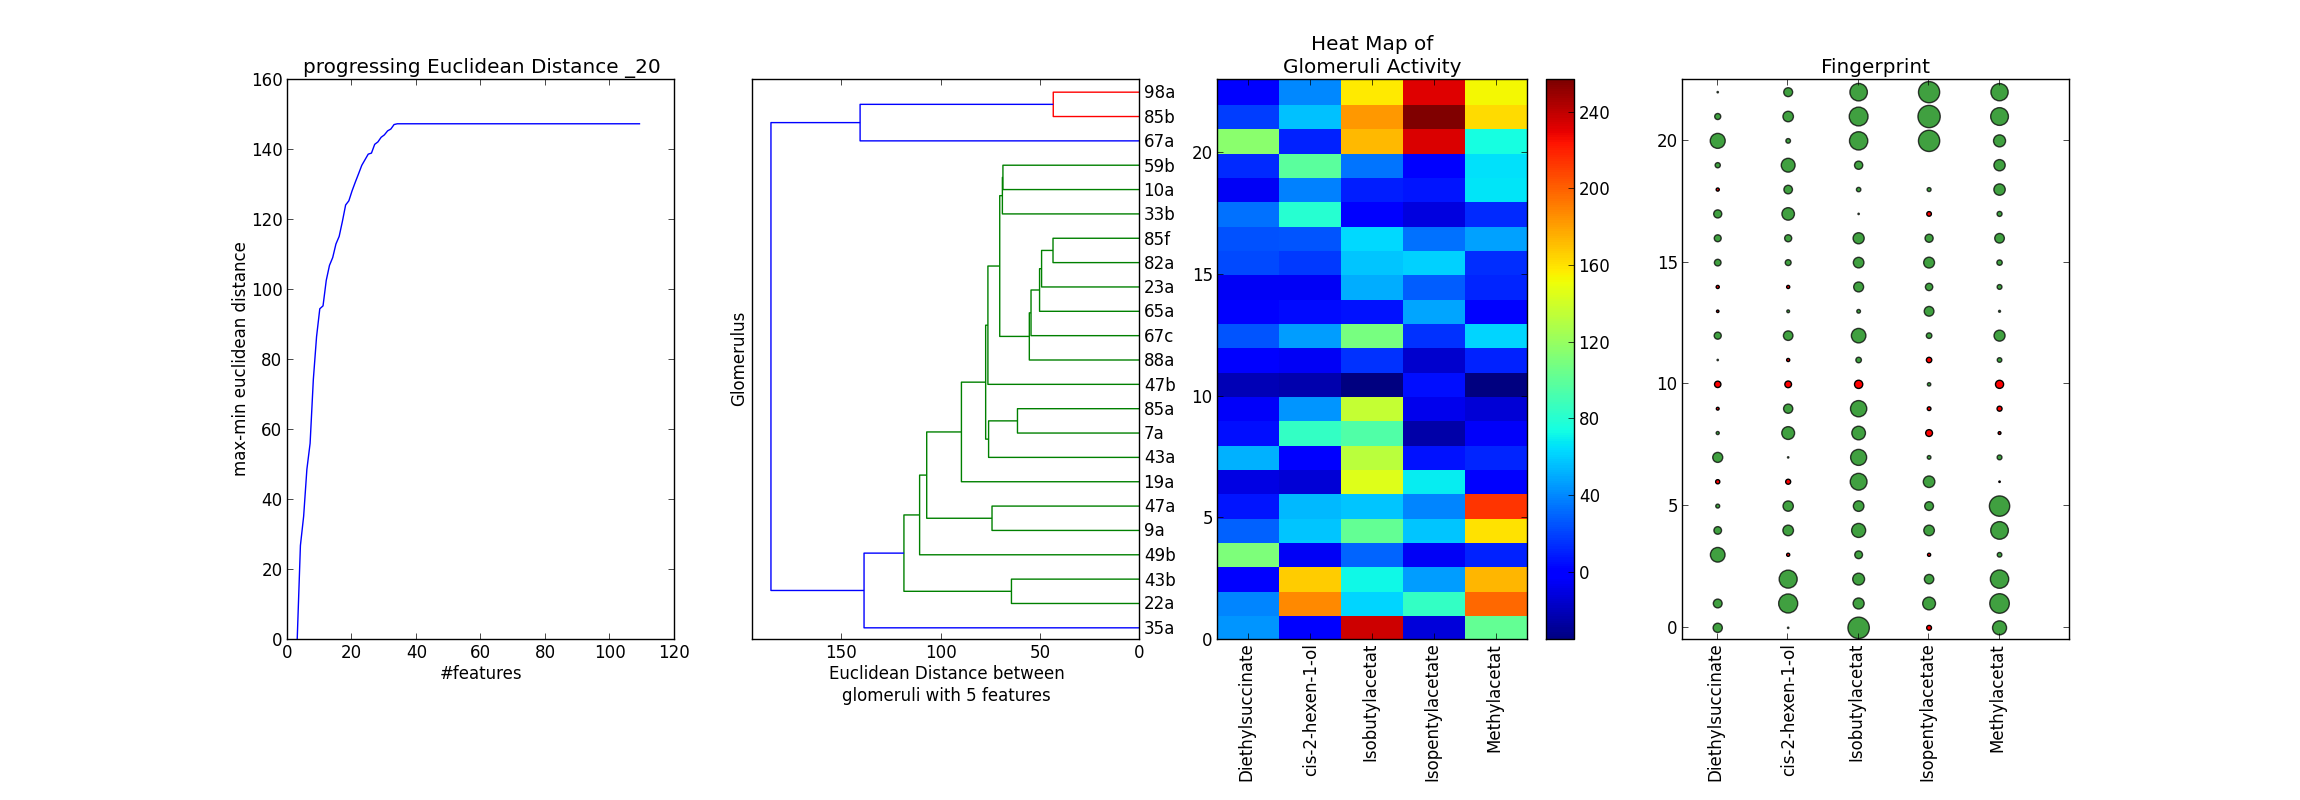 progressing Euclidean Distance _20
160
140
120
100
80
60
40
20
0
0 20 40 60 80 100 120
#features
max-min euclidean distance
Glomerulus
98a
85b
67a
59b
10a
33b
85f
82a
23a
65a
67c
88a
47b
85a
7a
43a
19a
47a
9a
49b
43b
22a
35a
150 100 50 0
Euclidean Distance between
glomeruli with 5 features
Heat Map of
Glomeruli Activity
20
15
10
5
0
Diethylsuccinate
cis-2-hexen-1-ol
Isobutylacetat
Isopentylacetate
Methylacetat
240
200
160
120
80
40
0
Fingerprint
20
15
10
5
0
Diethylsuccinate
cis-2-hexen-1-ol
Isobutylacetat
Isopentylacetate
Methylacetat